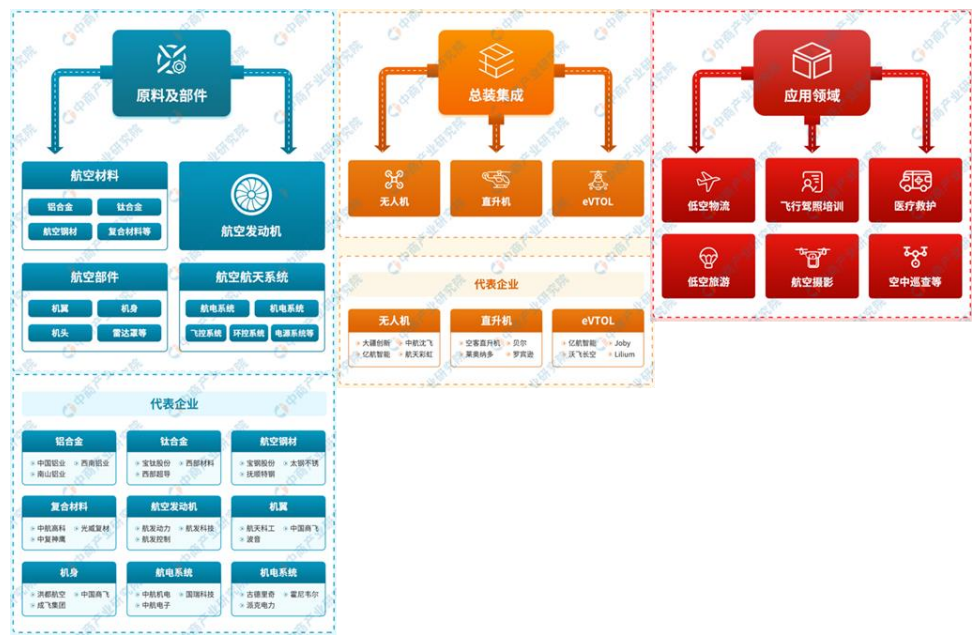 原料及部件
航空材料
铝合金 钛合金
航空钢材 复合材料等
航空发动机
航空部件
机翼 机身
机头 雷达罩等
航空航天系统
航电系统 机电系统
飞控系统 环控系统 电源系统等
代表企业
铝合金
中国铝业 西南铝业
南山铝业
钛合金
宝钛股份 西部材料
西部超导
航空钢材
宝钢股份 太钢不锈
抚顺特钢
复合材料
中航高科 光威复材
中复神鹰
航空发动机
航发动力 航发科技
航发控制
机翼
航天科工 中国商飞
波音
机身
洪都航空 中国商飞
成飞集团
航电系统
中航机电 国瑞科技
中航电子
机电系统
古德里奇 霍尼韦尔
派克电力
总装集成
无人机
直升机
eVTOL
代表企业
无人机
大疆创新 中航沈飞
亿航智能 航天彩虹
直升机
空客直升机 贝尔
莱奥纳多 罗宾逊
eVTOL
亿航智能 Joby
沃飞长空 Lilium
应用领域
低空物流
飞行驾照培训
医疗救护
低空旅游
航空摄影
空中巡查等
中商产业研究院